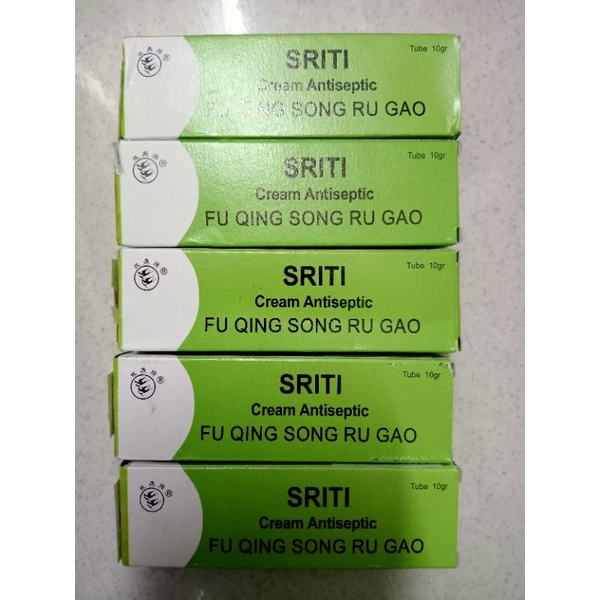 SRITI
Tube 10gr
Cream Antiseptic
FU QING SONG RU GAO
®
SRITI
Tube 10gr
Cream Antiseptic
FU QING SONG RU GAO
®
SRITI
Tube 10gr
Cream Antiseptic
FU QING SONG RU GAO
®
SRITI
Tube 10gr
Cream Antiseptic
FU QING SONG RU GAO
®
SRITI
Tube 10gr
Cream Antiseptic
FU QING SONG RU GAO
®